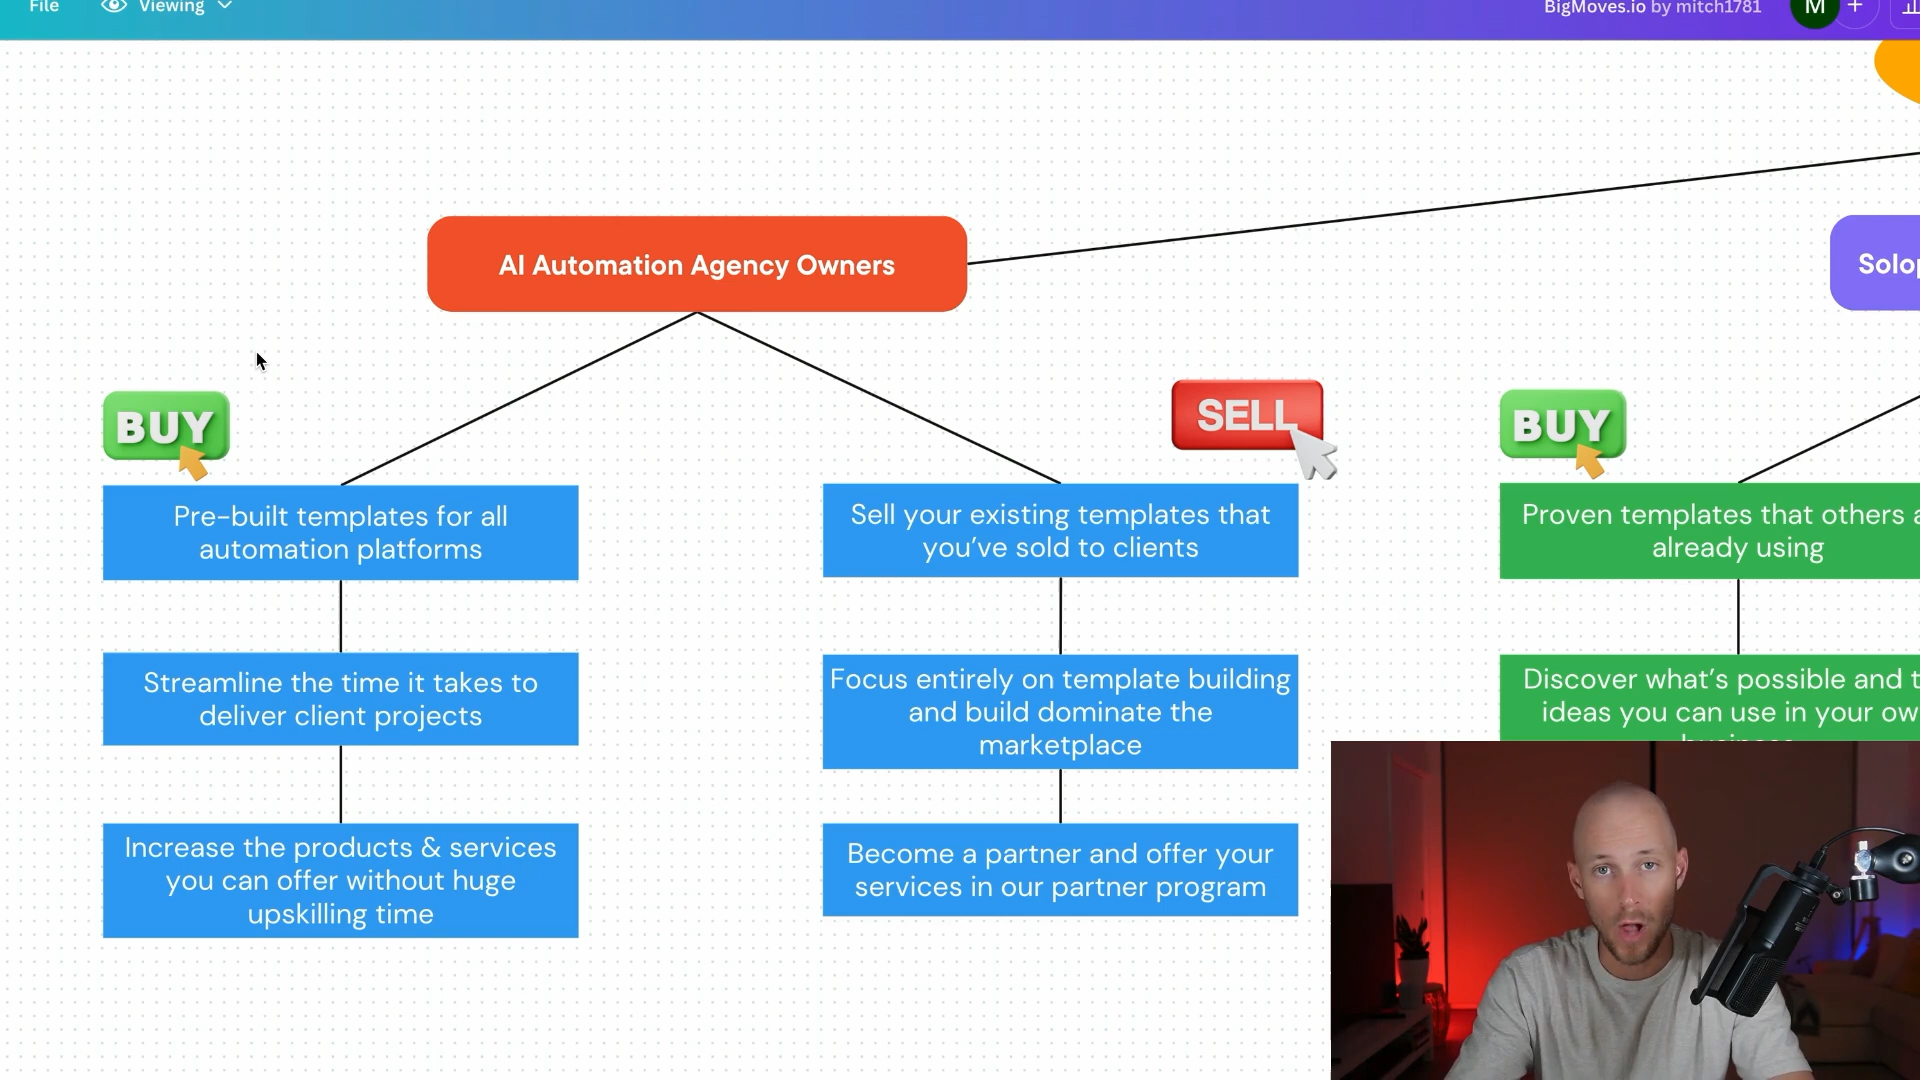 File
Viewing
BigMoves.io by mitch1781
M
AI Automation Agency Owners
BUY
SELL
BUY
Pre-built templates for all
automation platforms
Streamline the time it takes to
deliver client projects
Increase the products & services
you can offer without huge
upskilling time
Sell your existing templates that
you've sold to clients
Focus entirely on template building
and build dominate the
marketplace
Become a partner and offer your
services in our partner program
Proven templates that others
already using
Discover what's possible and
ideas you can use in your